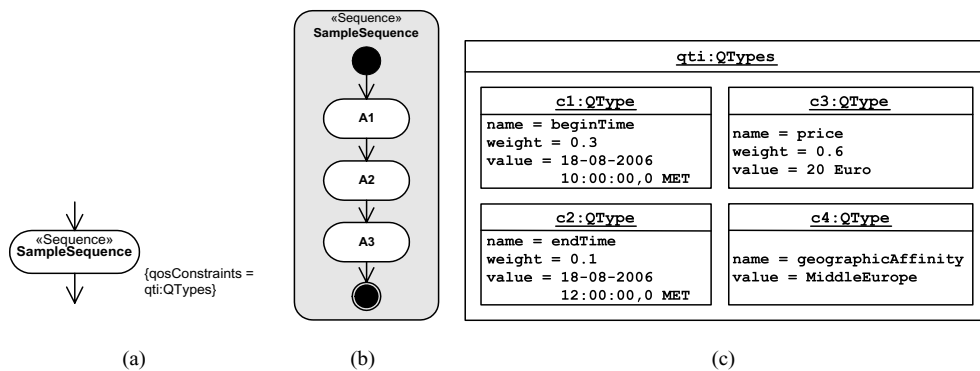 «Sequence»
SampleSequence
{qosConstraints =
qti:QTypes}
(a)
«Sequence»
SampleSequence
A1
A2
A3
(b)
qti:QTypes
c1:QType
name = beginTime
weight = 0.3
value = 18-08-2006
10:00:00,0 MET
c3:QType
name = price
weight = 0.6
value = 20 Euro
c2:QType
name = endTime
weight = 0.1
value = 18-08-2006
12:00:00,0 MET
c4:QType
name = geographicAffinity
value = MiddleEurope
(c)